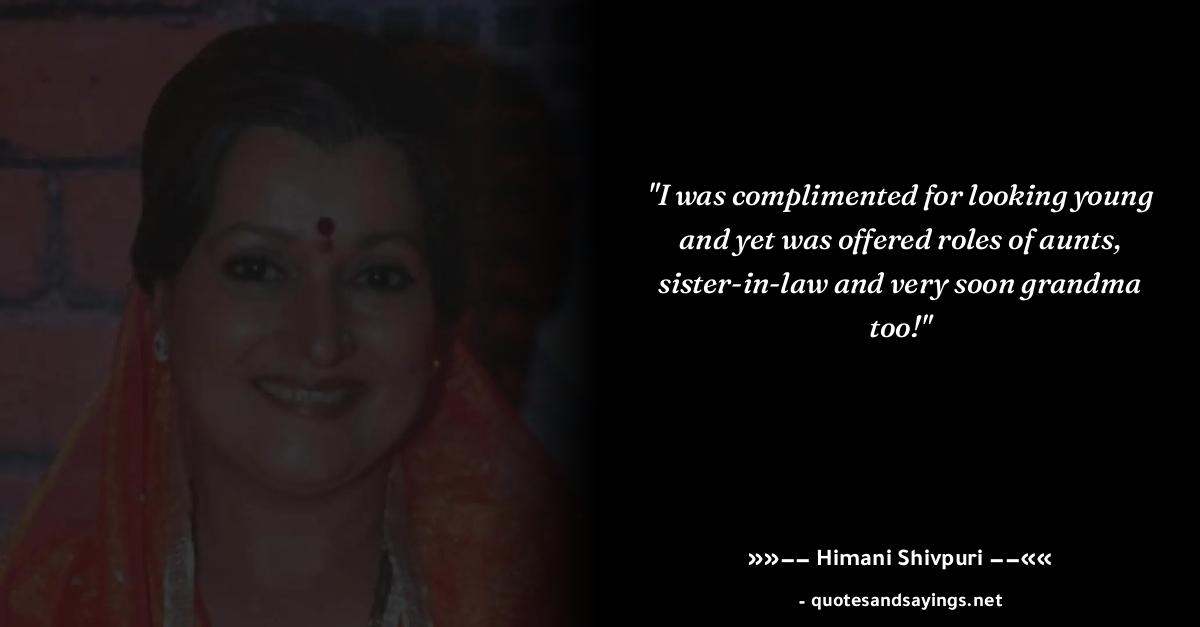 "I was complimented for looking young
and yet was offered roles of aunts,
sister-in-law and very soon grandma
too!"
»»−− Himani Shivpuri −−««
- quotesandsayings.net